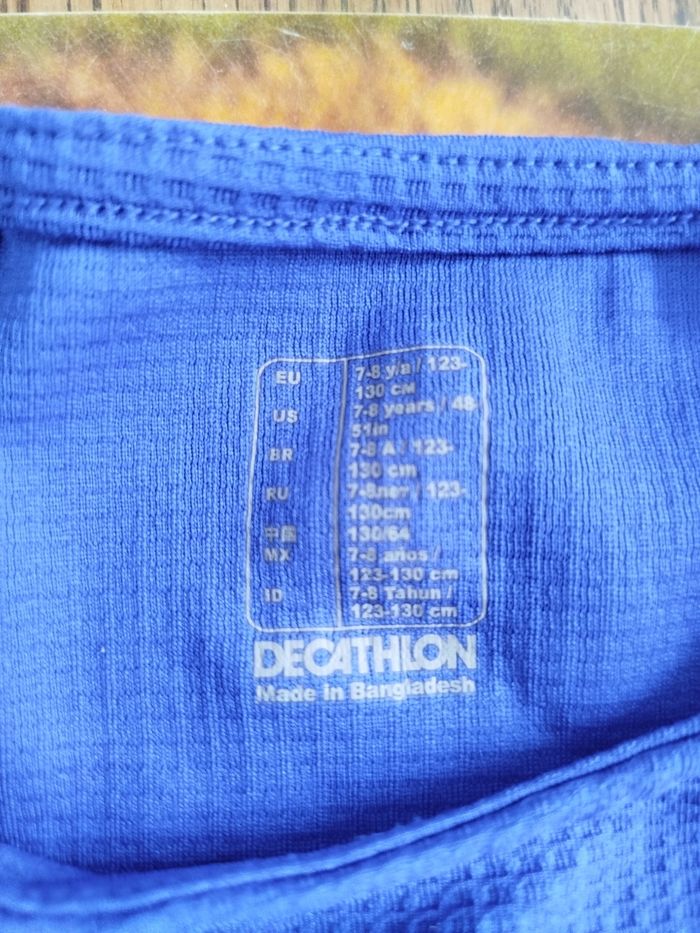 EU 7-8 y/a / 123-
130 см
US 7-8 years / 48-
51in
BR 7-8 A / 123-
130 cm
RU 7-8лет / 123-
130cm
中国 130/64
MX 7-8 años /
123-130 cm
ID 7-8 Tahun /
123-130 cm
DECATHLON
Made in Bangladesh